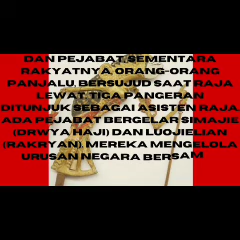 DAN PEJABAT, SEMENTARA
RAKYATNYA, ORANG-ORANG
PANJALU, BERSUJUD SAAT RAJA
LEWAT. TIGA PANGERAN
DITUNJUK SEBAGAI ASISTEN RAJA.
ADA PEJABAT BERGELAR SIMAJIE
(ORWYA HAJI) DAN LUOJIELIAN
(RAKRYAN). MEREKA MENGELOLA
URUSAN NEGARA BERSAM